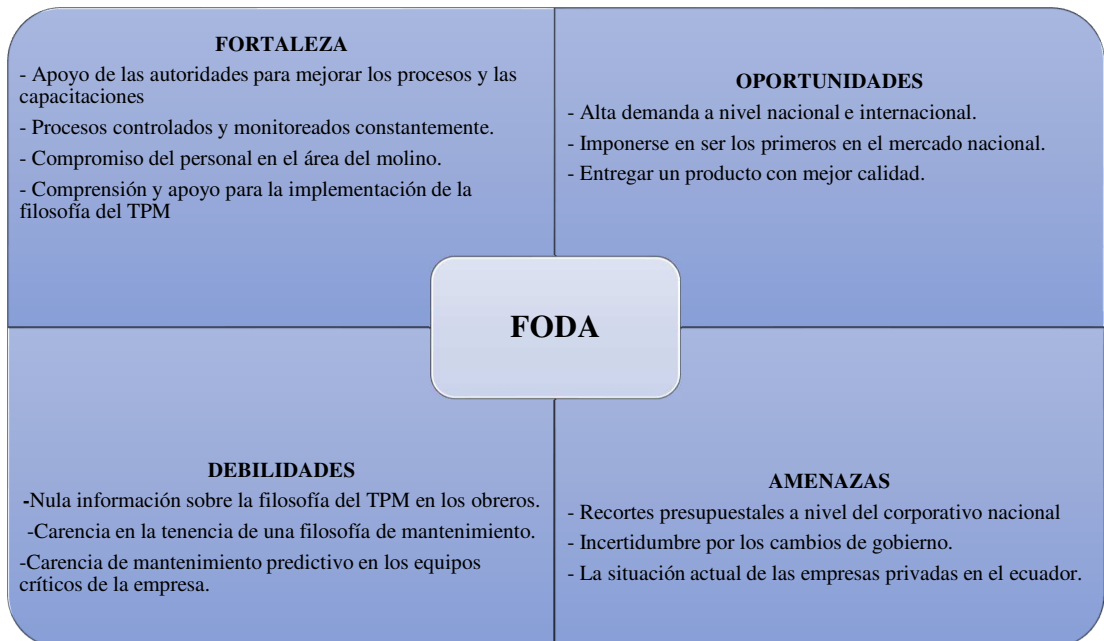 FORTALEZA
- Apoyo de las autoridades para mejorar los procesos y las
capacitaciones
- Procesos controlados y monitoreados constantemente.
- Compromiso del personal en el área del molino.
- Comprensión y apoyo para la implementación de la
filosofía del TPM
OPORTUNIDADES
- Alta demanda a nivel nacional e internacional.
- Imponerse en ser los primeros en el mercado nacional.
- Entregar un producto con mejor calidad.
FODA
DEBILIDADES
-Nula información sobre la filosofía del TPM en los obreros.
-Carencia en la tenencia de una filosofía de mantenimiento.
-Carencia de mantenimiento predictivo en los equipos
críticos de la empresa.
AMENAZAS
- Recortes presupuestales a nivel del corporativo nacional
- Incertidumbre por los cambios de gobierno.
- La situación actual de las empresas privadas en el ecuador.